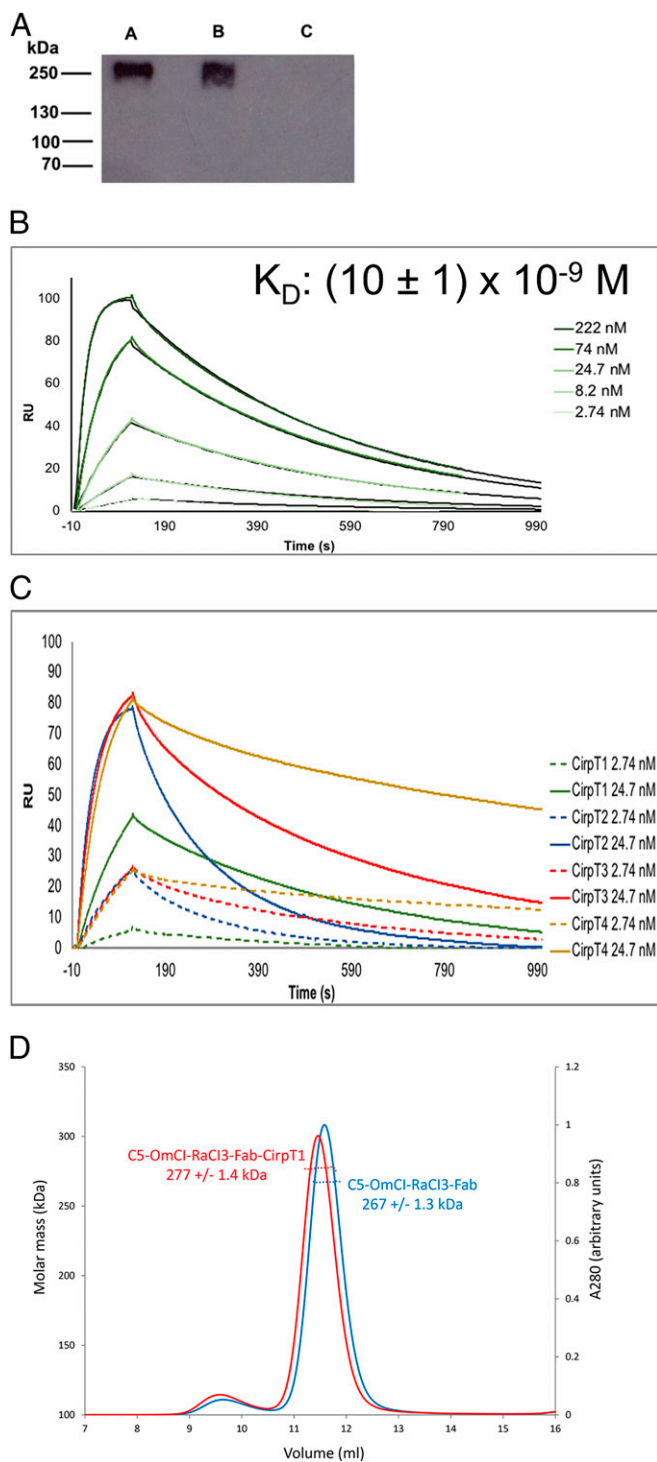 A
kDa
A B C
250
130
100
70
B
K_D: (10 ± 1) x 10^-9 M
100
80
60
40
20
0
RU
-10 190 390 590 790 990
Time (s)
222 nM
74 nM
24.7 nM
8.2 nM
2.74 nM
C
100
90
80
70
60
50
40
30
20
10
0
RU
-10 190 390 590 790 990
Time (s)
CirpT1 2.74 nM
CirpT1 24.7 nM
CirpT2 2.74 nM
CirpT2 24.7 nM
CirpT3 2.74 nM
CirpT3 24.7 nM
CirpT4 2.74 nM
CirpT4 24.7 nM
D
350
300
250
200
150
100
Molar mass (kDa)
C5-OmCI-RaCI3-Fab-CirpT1
277 +/- 1.4 kDa
C5-OmCI-RaCI3-Fab
267 +/- 1.3 kDa
1.2
1
0.8
0.6
0.4
0.2
0
A280 (arbitrary units)
7 8 9 10 11 12 13 14 15 16
Volume (ml)